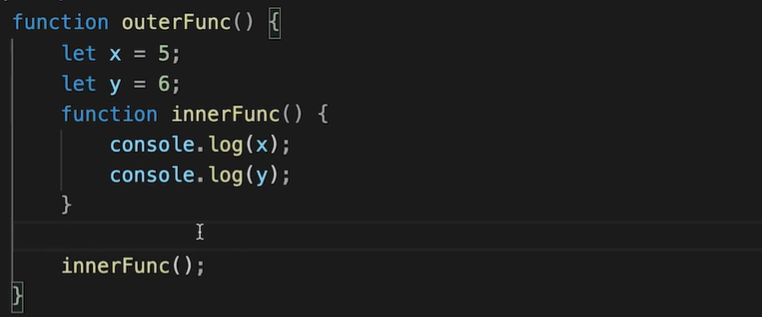 function outerFunc() {
    let x = 5;
    let y = 6;
    function innerFunc() {
        console.log(x);
        console.log(y);
    }
    innerFunc();
}